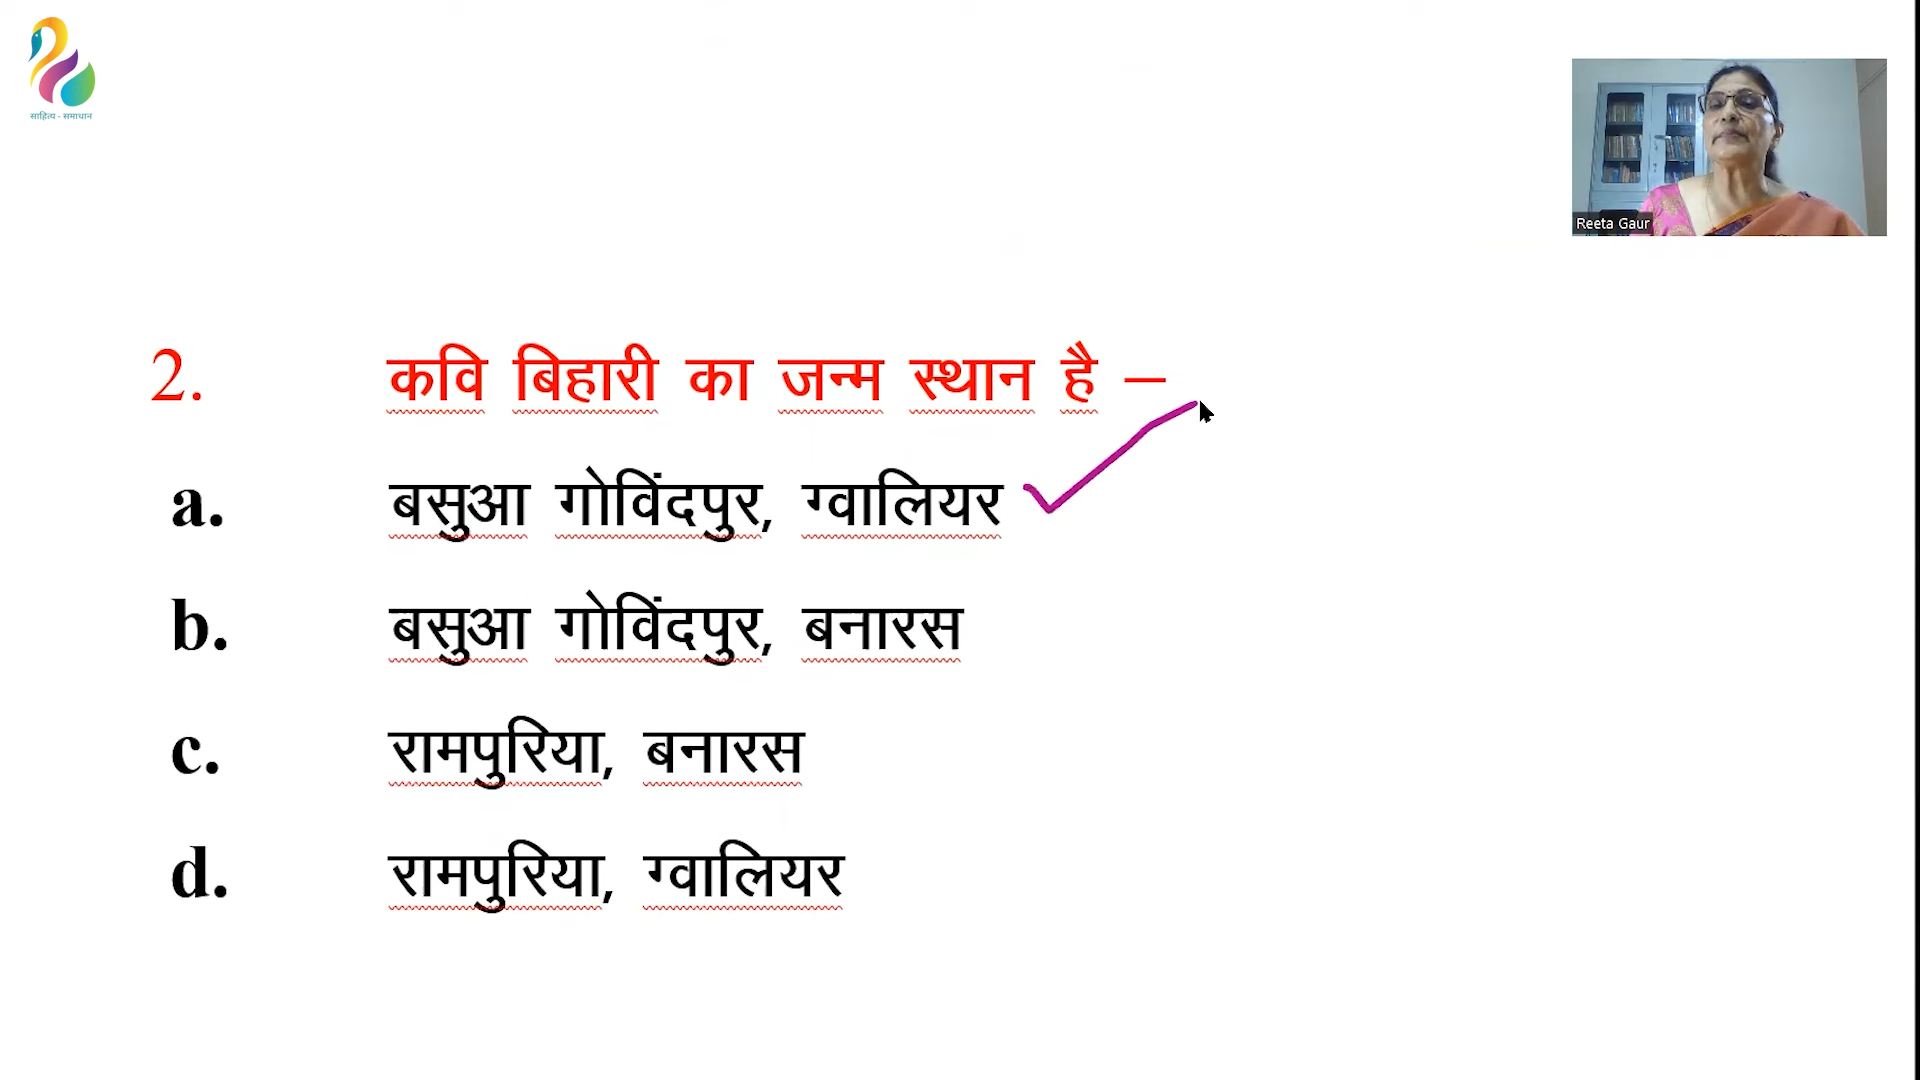 साहित्य - समाधान
Reeta Gaur
2. कवि बिहारी का जन्म स्थान है –
a. बसुआ गोविंदपुर, ग्वालियर
b. बसुआ गोविंदपुर, बनारस
c. रामपुरिया, बनारस
d. रामपुरिया, ग्वालियर